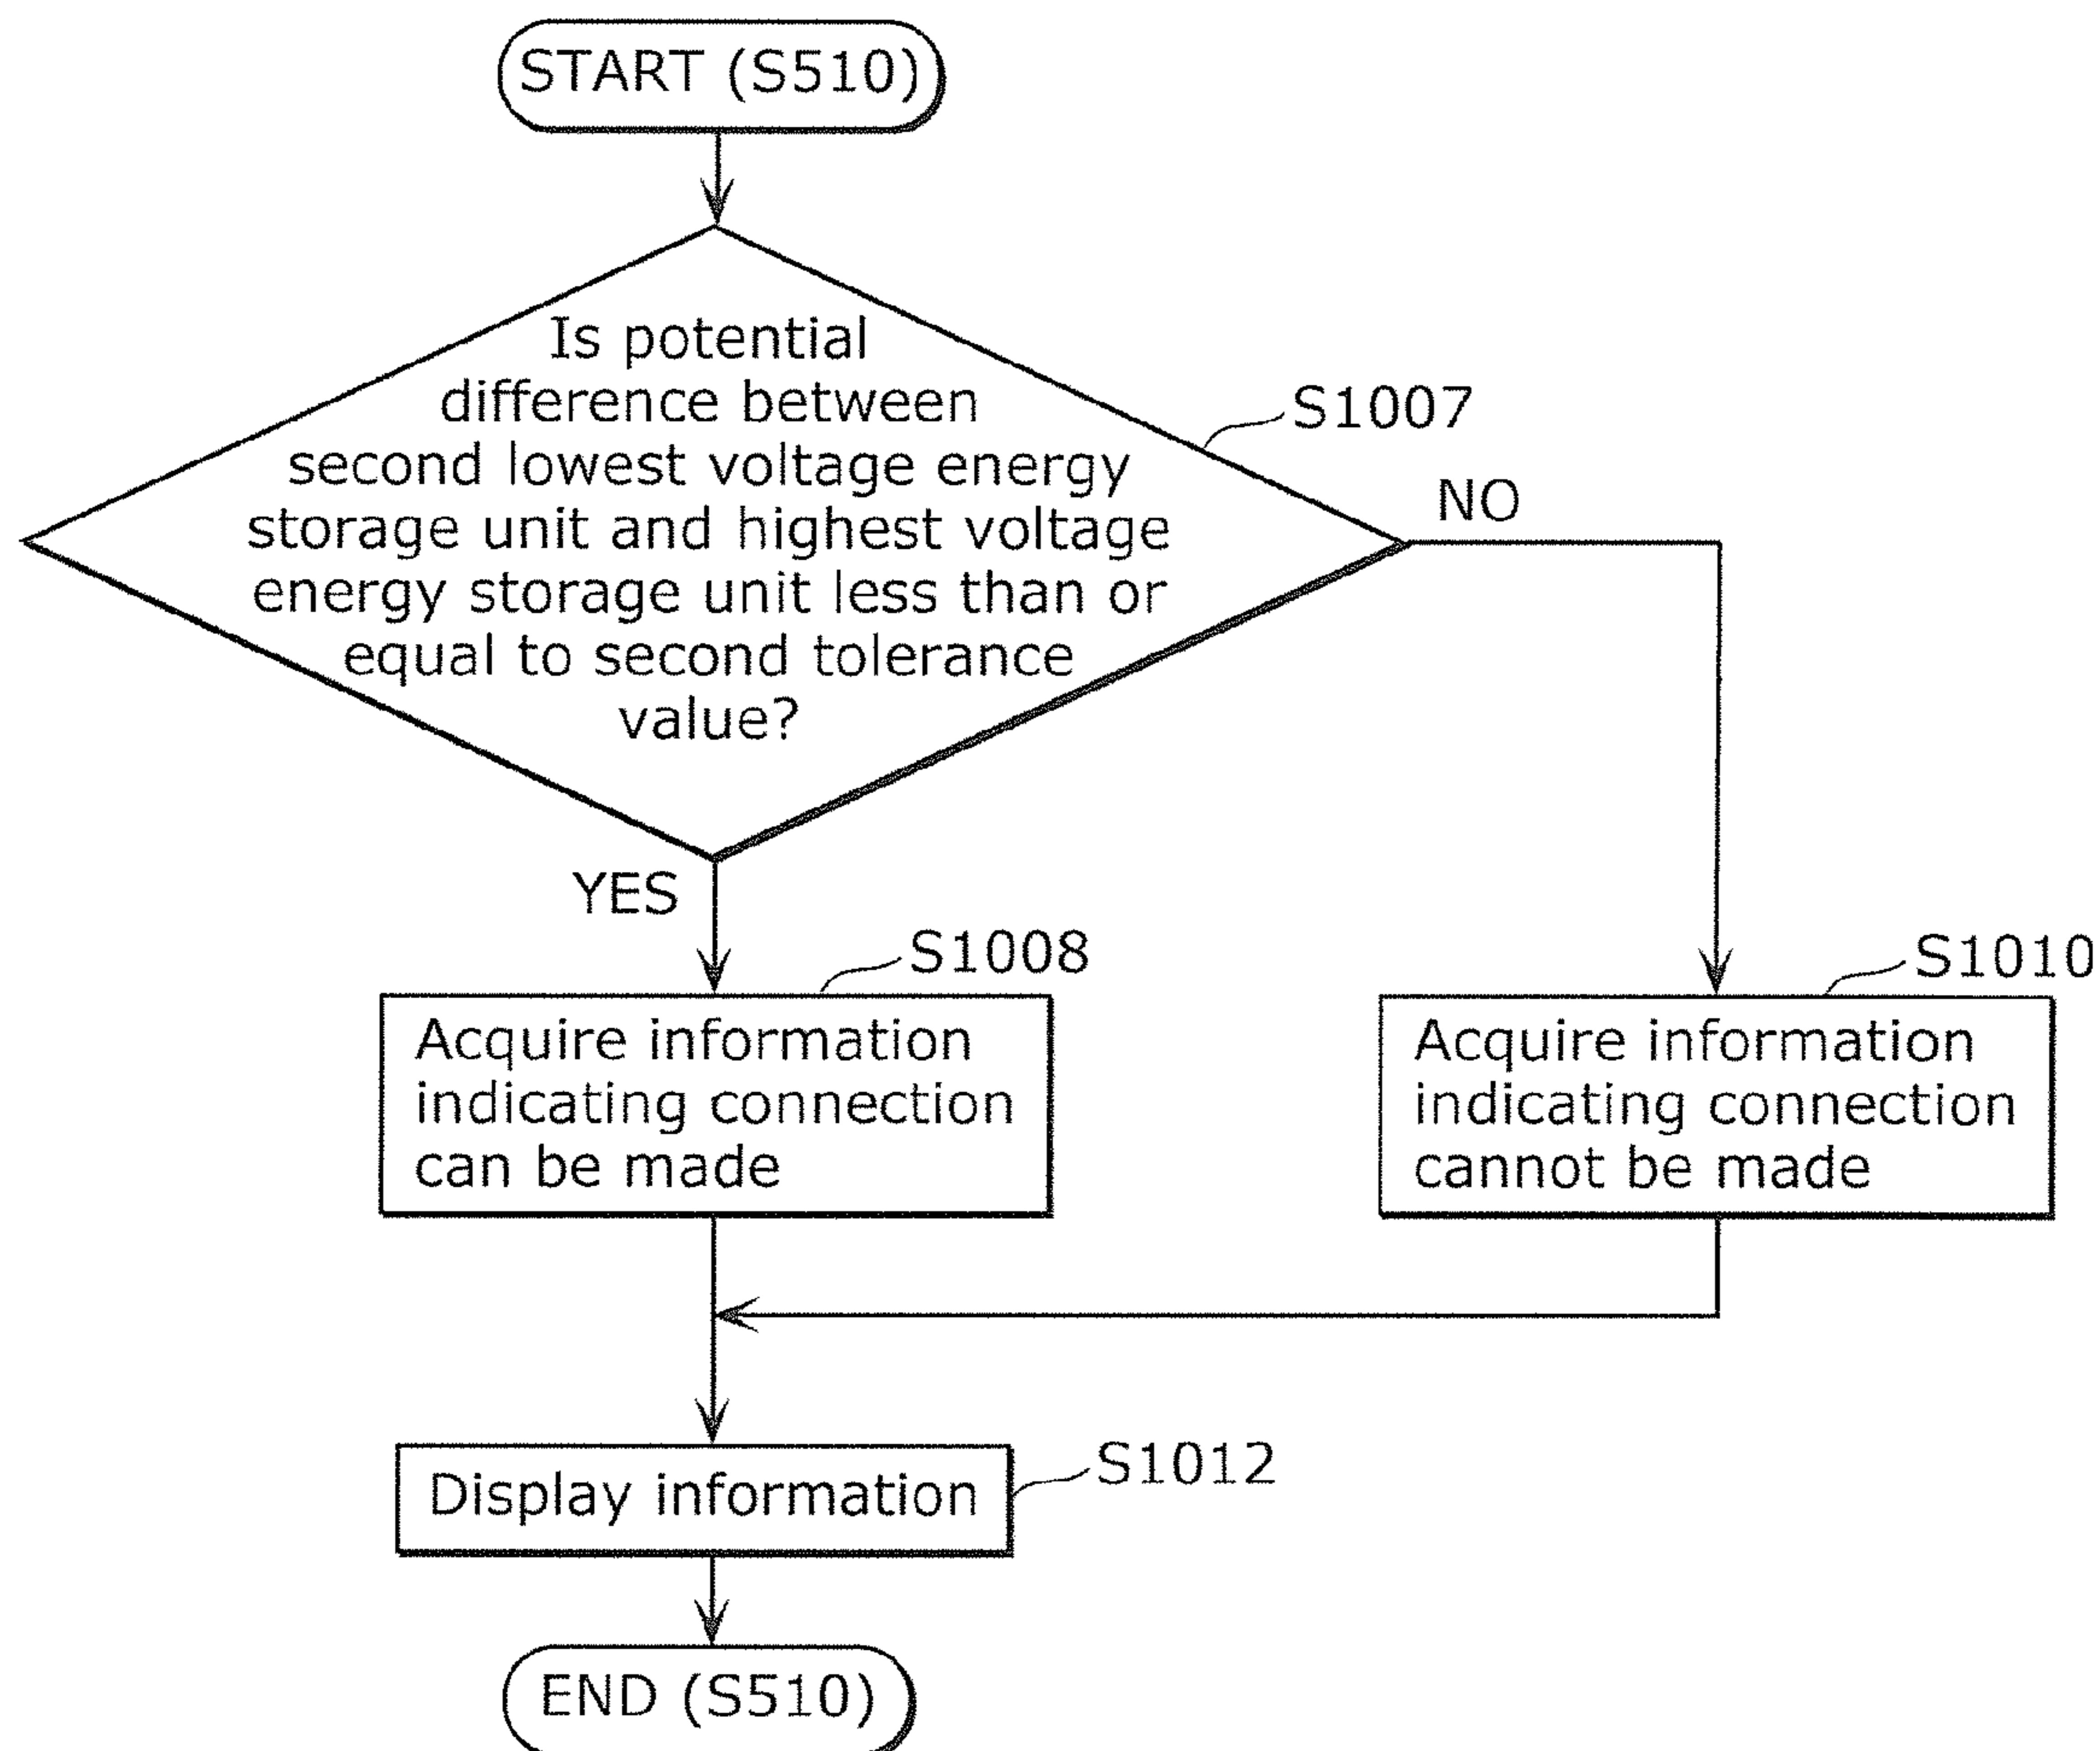 START (S510)
Is potential
difference between
second lowest voltage energy
storage unit and highest voltage
energy storage unit less than or
equal to second tolerance
value?
S1007
NO
YES
S1008
Acquire information
indicating connection
can be made
S1010
Acquire information
indicating connection
cannot be made
Display information
S1012
END (S510)